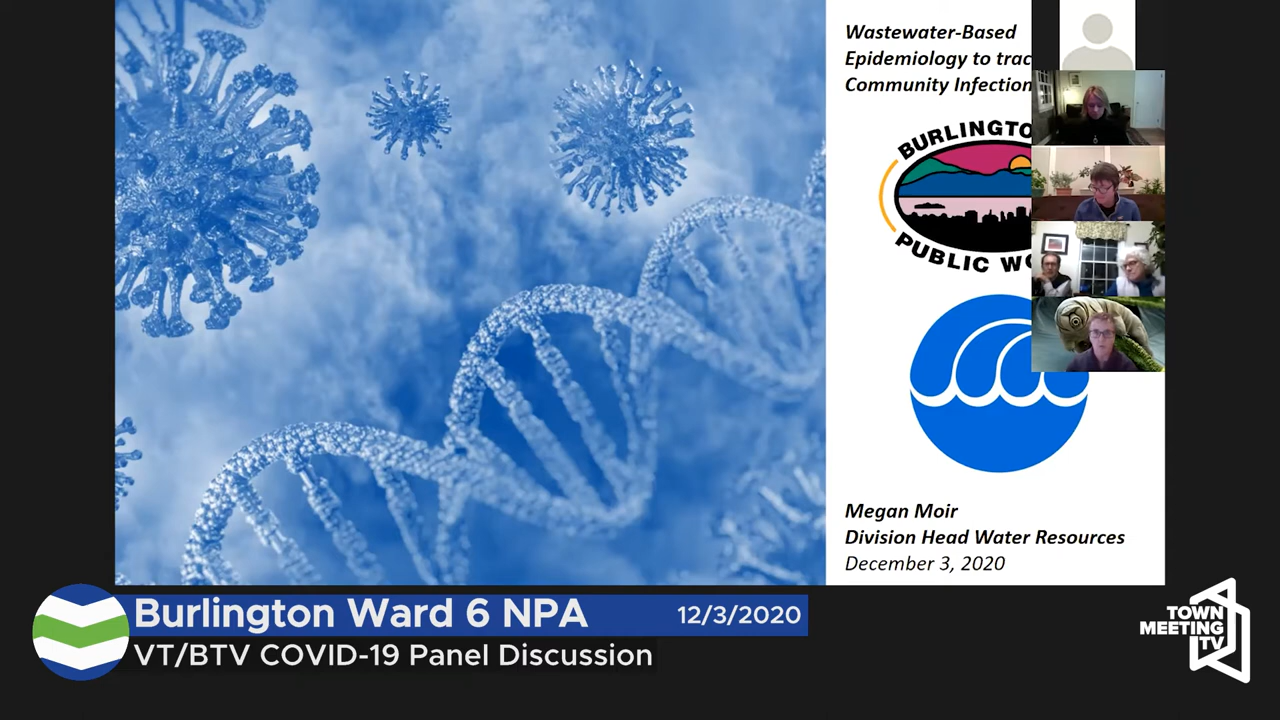 Wastewater-Based
Epidemiology to trac
Community Infection
BURLINGTO
PUBLIC WO
Megan Moir
Division Head Water Resources
December 3, 2020
Burlington Ward 6 NPA
12/3/2020
VT/BTV COVID-19 Panel Discussion
TOWN
MEETING
TV